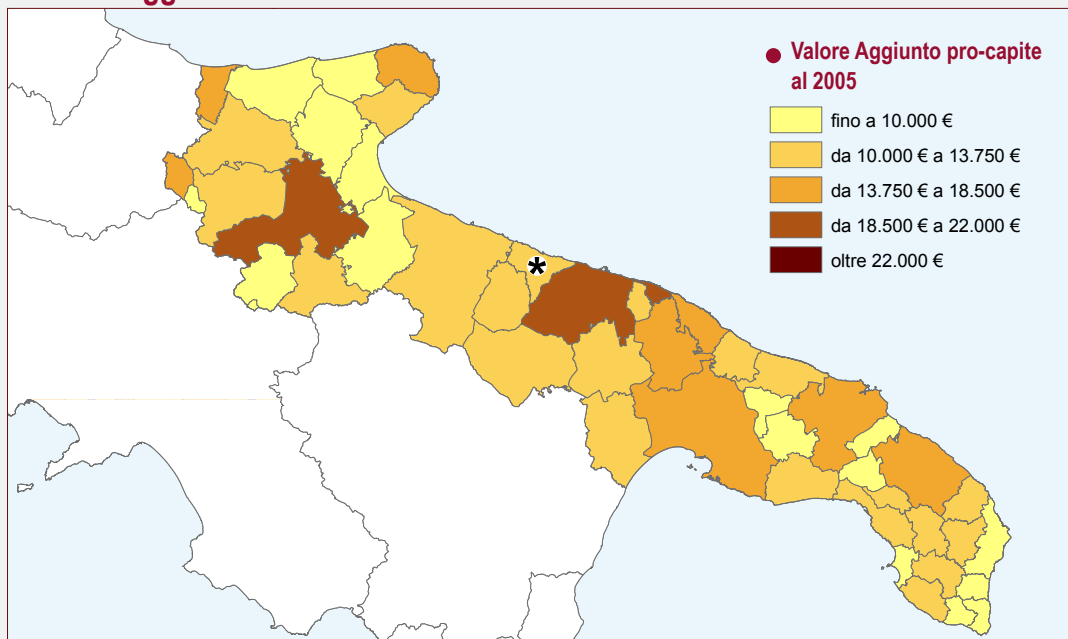 Valore Aggiunto pro-capite
al 2005
fino a 10.000 €
da 10.000 € a 13.750 €
da 13.750 € a 18.500 €
da 18.500 € a 22.000 €
oltre 22.000 €
*